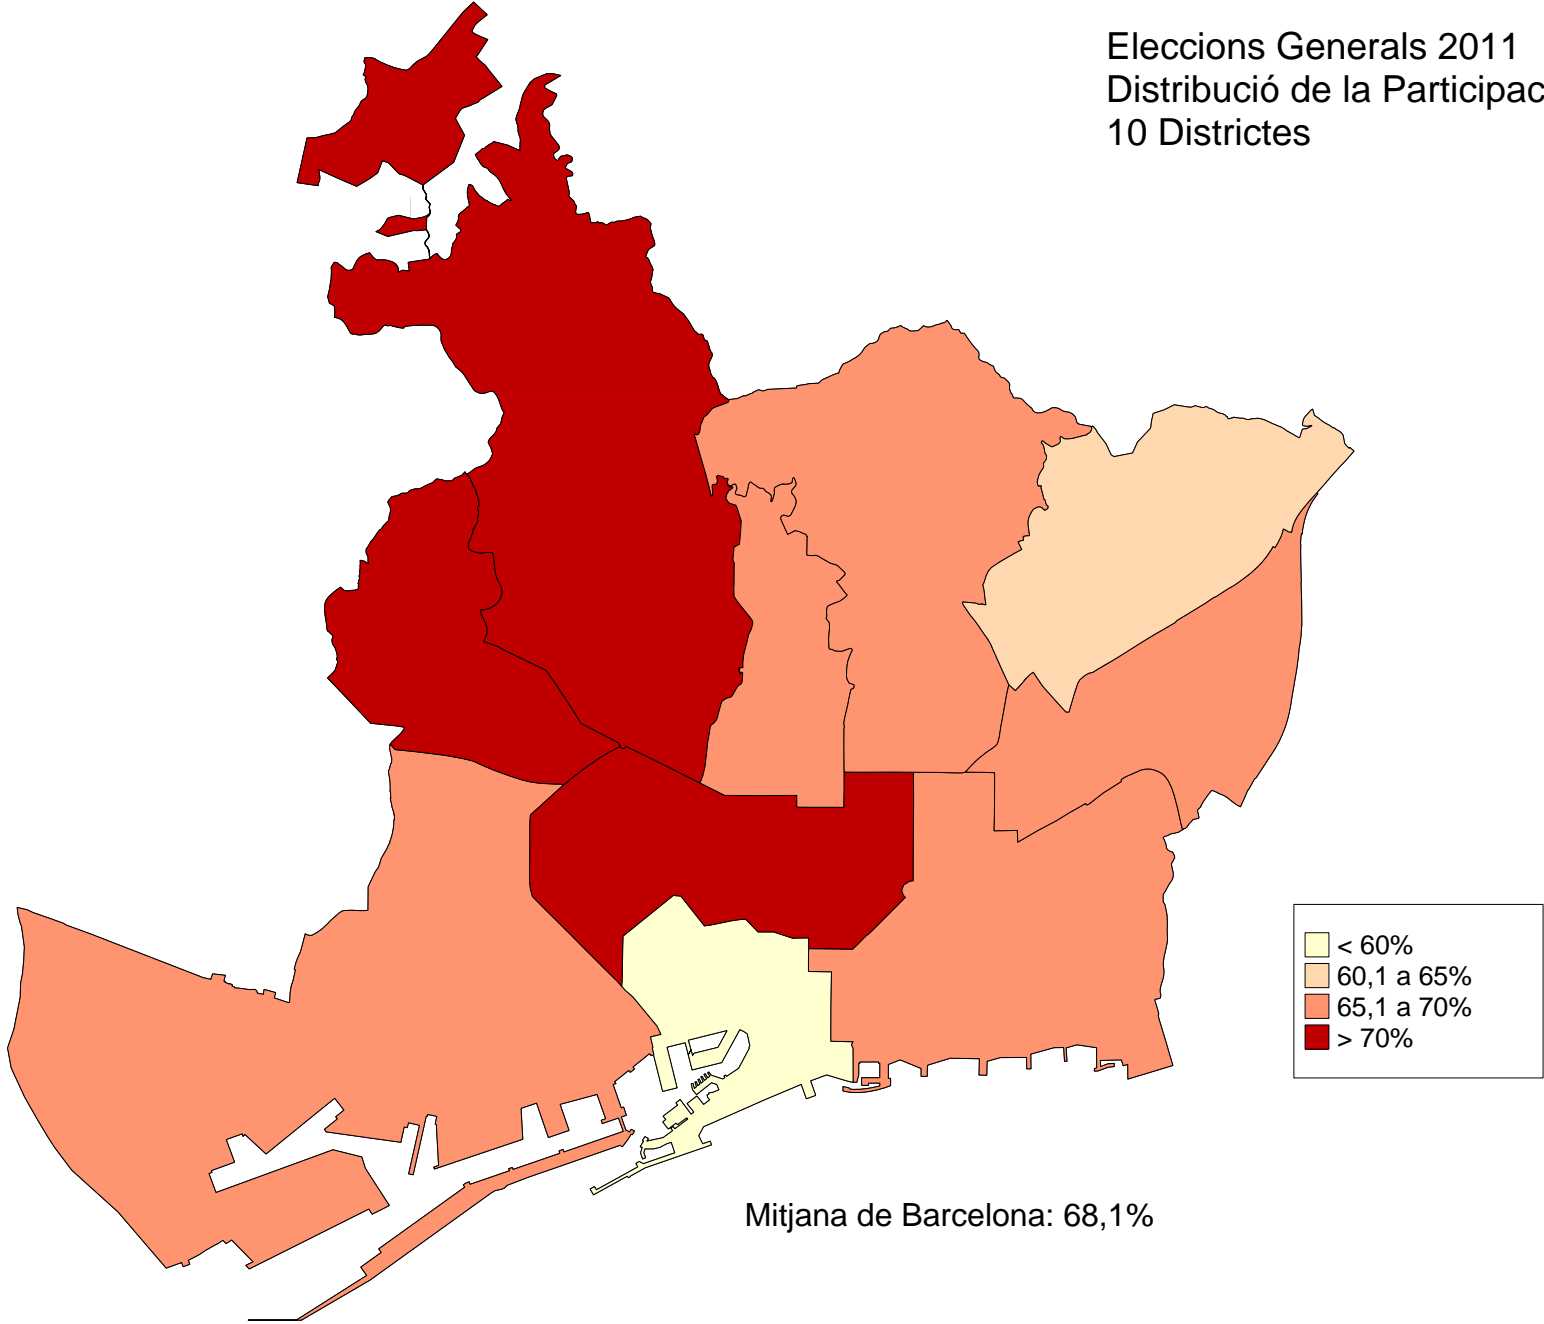 Eleccions Generals 2011
Distribució de la Participac
10 Districtes
< 60%
60,1 a 65%
65,1 a 70%
> 70%
Mitjana de Barcelona: 68,1%